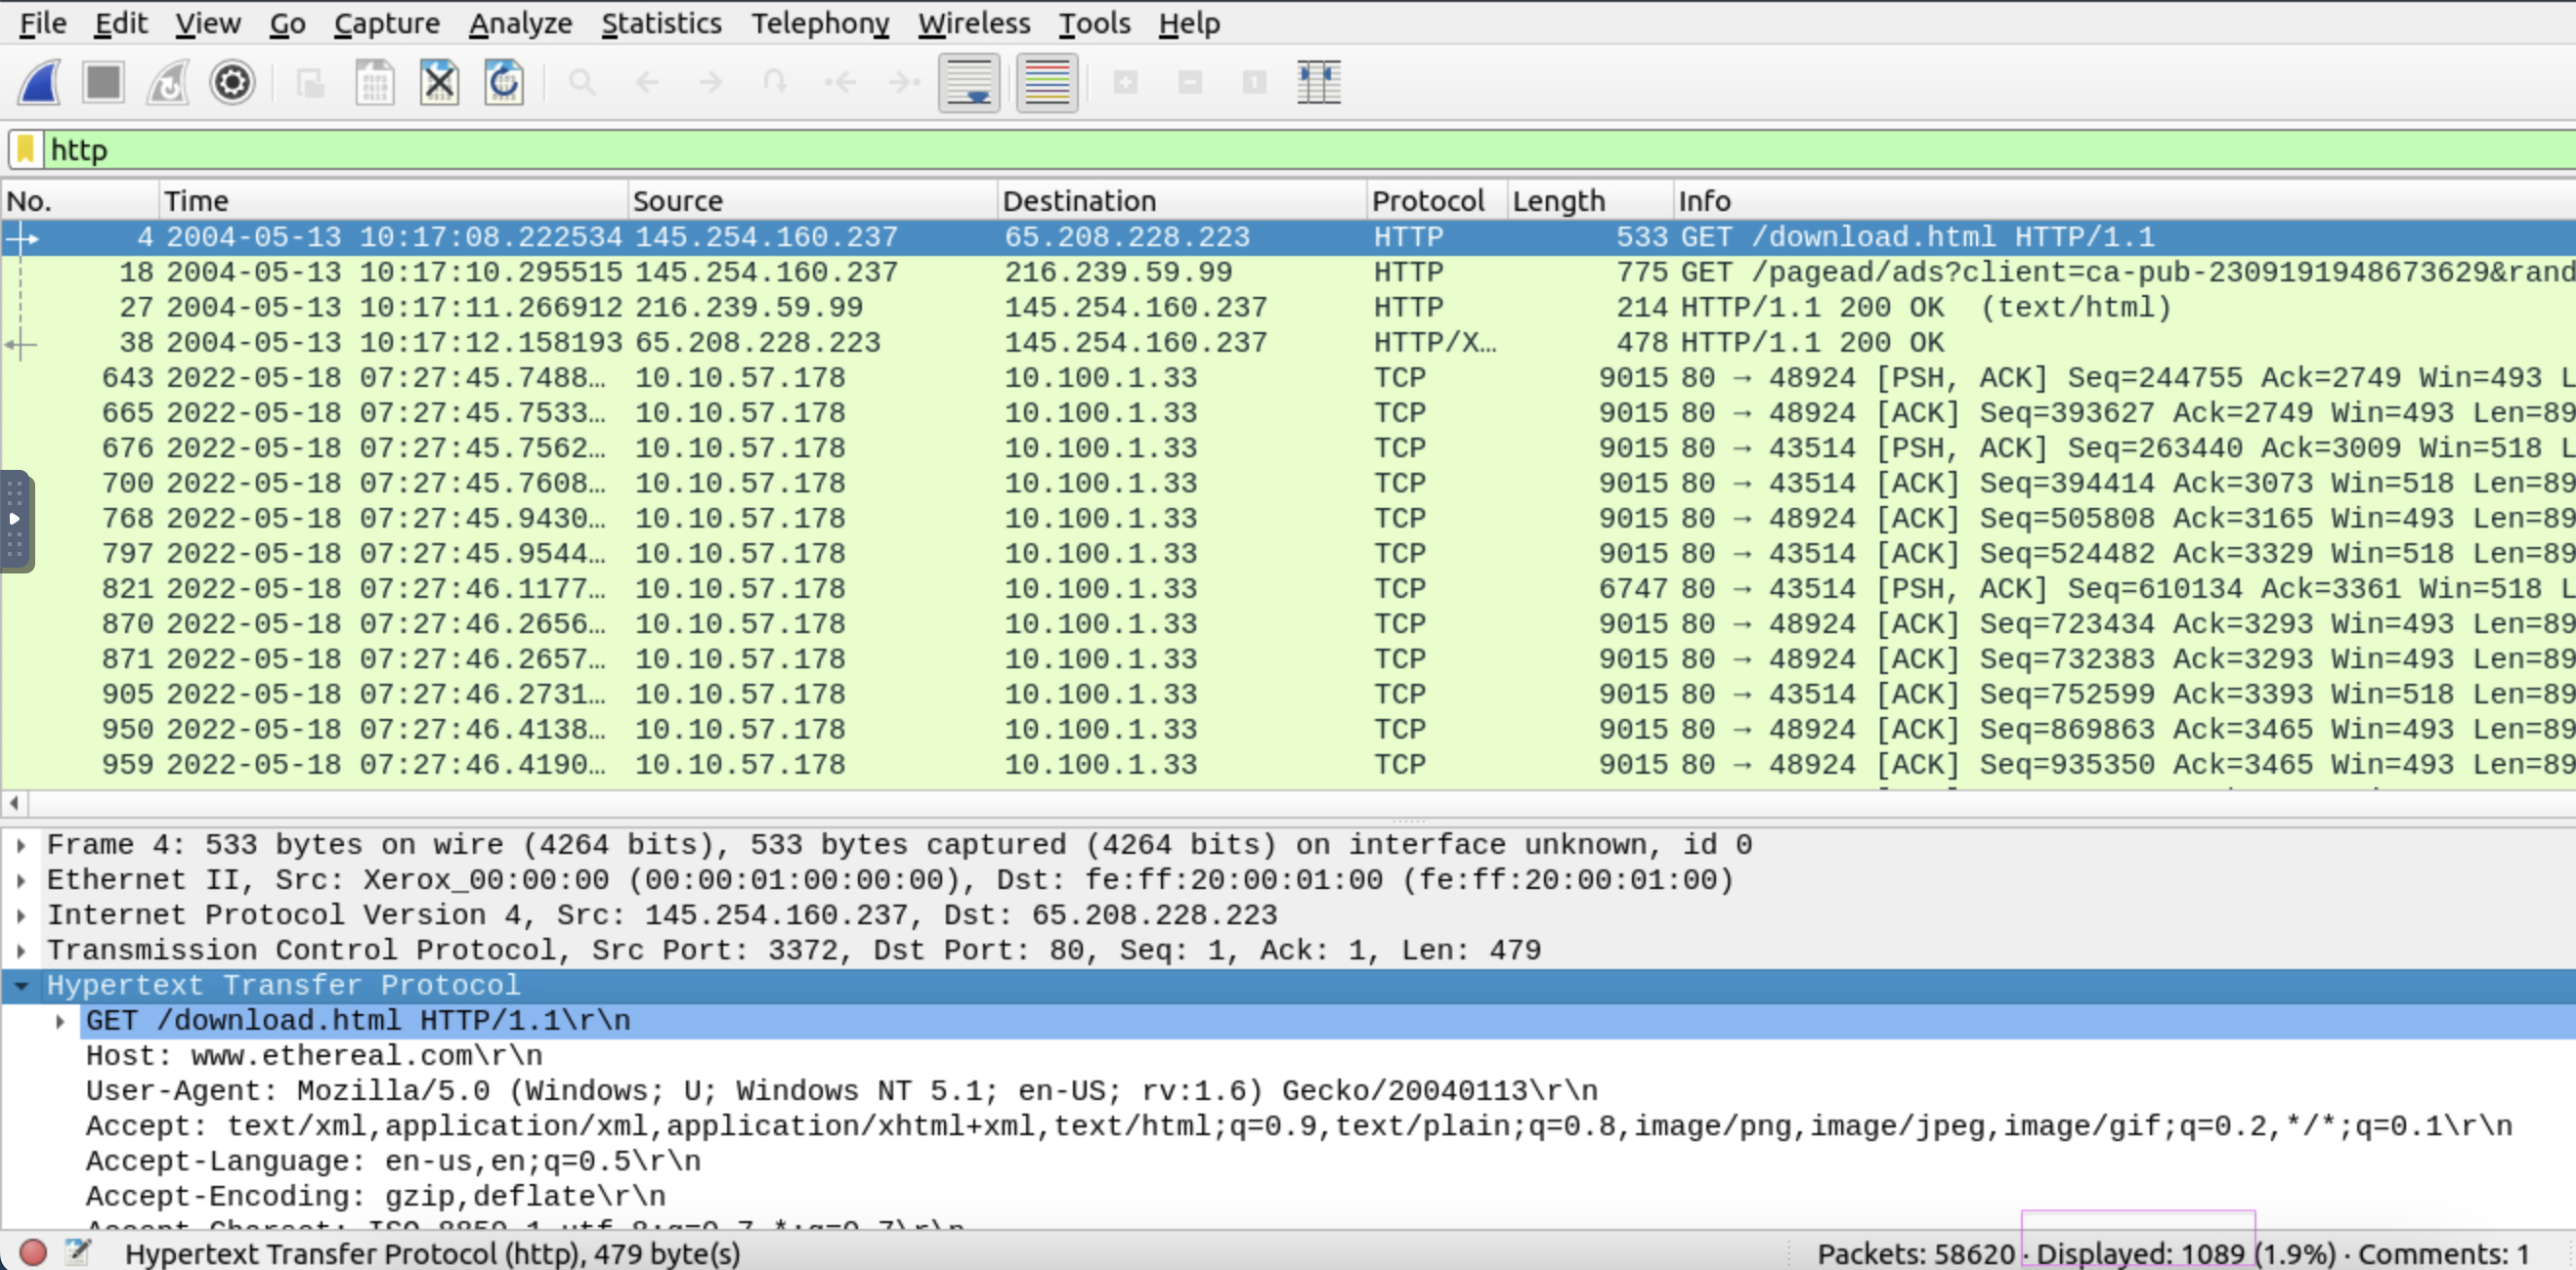 File Edit View Go Capture Analyze Statistics Telephony Wireless Tools Help
http
No. Time Source Destination Protocol Length Info
4 2004-05-13 10:17:08.222534 145.254.160.237 65.208.228.223 HTTP 533 GET /download.html HTTP/1.1
18 2004-05-13 10:17:10.295515 145.254.160.237 216.239.59.99 HTTP 775 GET /pagead/ads?client=ca-pub-2309191948673629&rand
27 2004-05-13 10:17:11.266912 216.239.59.99 145.254.160.237 HTTP 214 HTTP/1.1 200 OK (text/html)
38 2004-05-13 10:17:12.158193 65.208.228.223 145.254.160.237 HTTP/X… 478 HTTP/1.1 200 OK
643 2022-05-18 07:27:45.7488… 10.10.57.178 10.100.1.33 TCP 9015 80 → 48924 [PSH, ACK] Seq=244755 Ack=2749 Win=493 L
665 2022-05-18 07:27:45.7533… 10.10.57.178 10.100.1.33 TCP 9015 80 → 48924 [ACK] Seq=393627 Ack=2749 Win=493 Len=89
676 2022-05-18 07:27:45.7562… 10.10.57.178 10.100.1.33 TCP 9015 80 → 43514 [PSH, ACK] Seq=263440 Ack=3009 Win=518 L
700 2022-05-18 07:27:45.7608… 10.10.57.178 10.100.1.33 TCP 9015 80 → 43514 [ACK] Seq=394414 Ack=3073 Win=518 Len=89
768 2022-05-18 07:27:45.9430… 10.10.57.178 10.100.1.33 TCP 9015 80 → 48924 [ACK] Seq=505808 Ack=3165 Win=493 Len=89
797 2022-05-18 07:27:45.9544… 10.10.57.178 10.100.1.33 TCP 9015 80 → 43514 [ACK] Seq=524482 Ack=3329 Win=518 Len=89
821 2022-05-18 07:27:46.1177… 10.10.57.178 10.100.1.33 TCP 6747 80 → 43514 [PSH, ACK] Seq=610134 Ack=3361 Win=518 L
870 2022-05-18 07:27:46.2656… 10.10.57.178 10.100.1.33 TCP 9015 80 → 48924 [ACK] Seq=723434 Ack=3293 Win=493 Len=89
871 2022-05-18 07:27:46.2657… 10.10.57.178 10.100.1.33 TCP 9015 80 → 48924 [ACK] Seq=732383 Ack=3293 Win=493 Len=89
905 2022-05-18 07:27:46.2731… 10.10.57.178 10.100.1.33 TCP 9015 80 → 43514 [ACK] Seq=752599 Ack=3393 Win=518 Len=89
950 2022-05-18 07:27:46.4138… 10.10.57.178 10.100.1.33 TCP 9015 80 → 48924 [ACK] Seq=869863 Ack=3465 Win=493 Len=89
959 2022-05-18 07:27:46.4190… 10.10.57.178 10.100.1.33 TCP 9015 80 → 48924 [ACK] Seq=935350 Ack=3465 Win=493 Len=89
Frame 4: 533 bytes on wire (4264 bits), 533 bytes captured (4264 bits) on interface unknown, id 0
Ethernet II, Src: Xerox_00:00:00 (00:00:01:00:00:00), Dst: fe:ff:20:00:01:00 (fe:ff:20:00:01:00)
Internet Protocol Version 4, Src: 145.254.160.237, Dst: 65.208.228.223
Transmission Control Protocol, Src Port: 3372, Dst Port: 80, Seq: 1, Ack: 1, Len: 479
Hypertext Transfer Protocol
GET /download.html HTTP/1.1\r\n
Host: www.ethereal.com\r\n
User-Agent: Mozilla/5.0 (Windows; U; Windows NT 5.1; en-US; rv:1.6) Gecko/20040113\r\n
Accept: text/xml,application/xml,application/xhtml+xml,text/html;q=0.9,text/plain;q=0.8,image/png,image/jpeg,image/gif;q=0.2,*/*;q=0.1\r\n
Accept-Language: en-us,en;q=0.5\r\n
Accept-Encoding: gzip,deflate\r\n
Accept-Charset: ISO-8859-1,utf-8;q=0.7,*;q=0.7\r\n
Hypertext Transfer Protocol (http), 479 byte(s)
Packets: 58620 · Displayed: 1089 (1.9%) · Comments: 1